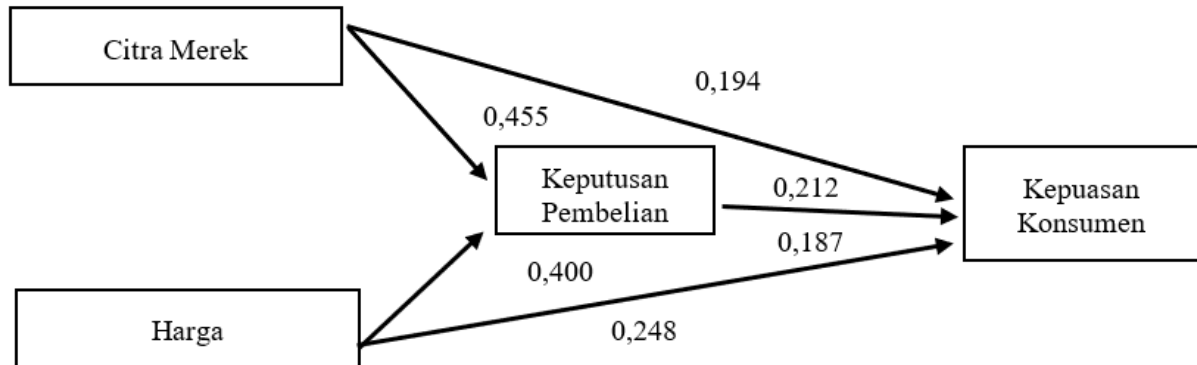 Citra Merek
0,194
0,455
Keputusan
Pembelian
0,212
Kepuasan
Konsumen
0,187
0,400
Harga
0,248